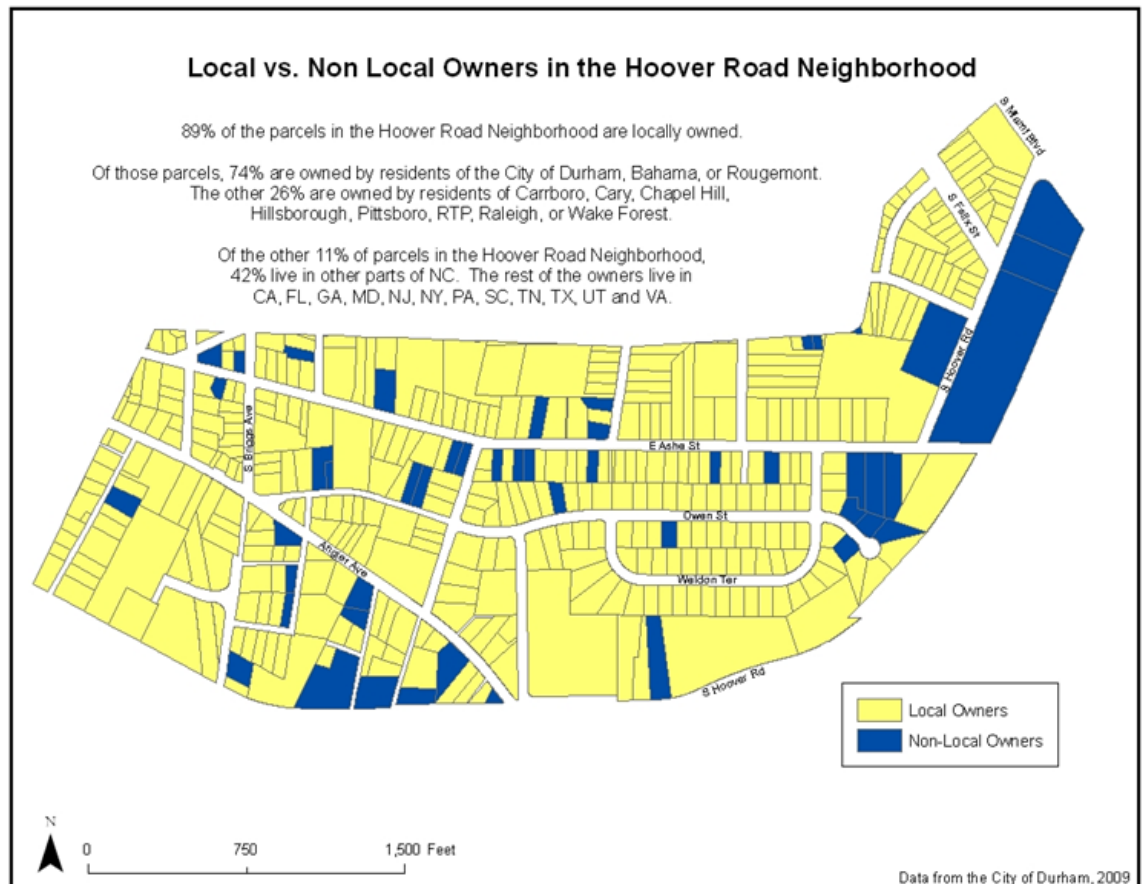 Local vs. Non Local Owners in the Hoover Road Neighborhood
89% of the parcels in the Hoover Road Neighborhood are locally owned.
Of those parcels, 74% are owned by residents of the City of Durham, Bahama, or Rougemont.
The other 26% are owned by residents of Carrboro, Cary, Chapel Hill,
Hillsborough, Pittsboro, RTP, Raleigh, or Wake Forest.
Of the other 11% of parcels in the Hoover Road Neighborhood,
42% live in other parts of NC. The rest of the owners live in
CA, FL, GA, MD, NJ, NY, PA, SC, TN, TX, UT and VA.
S Miami Blvd
S Falix St
S Hoover Rd
S Briggs Ave
E Ashe St
Owen St
Angier Ave
Weldon Ter
S Hoover Rd
Local Owners
Non-Local Owners
N
0 750 1,500 Feet
Data from the City of Durham, 2009